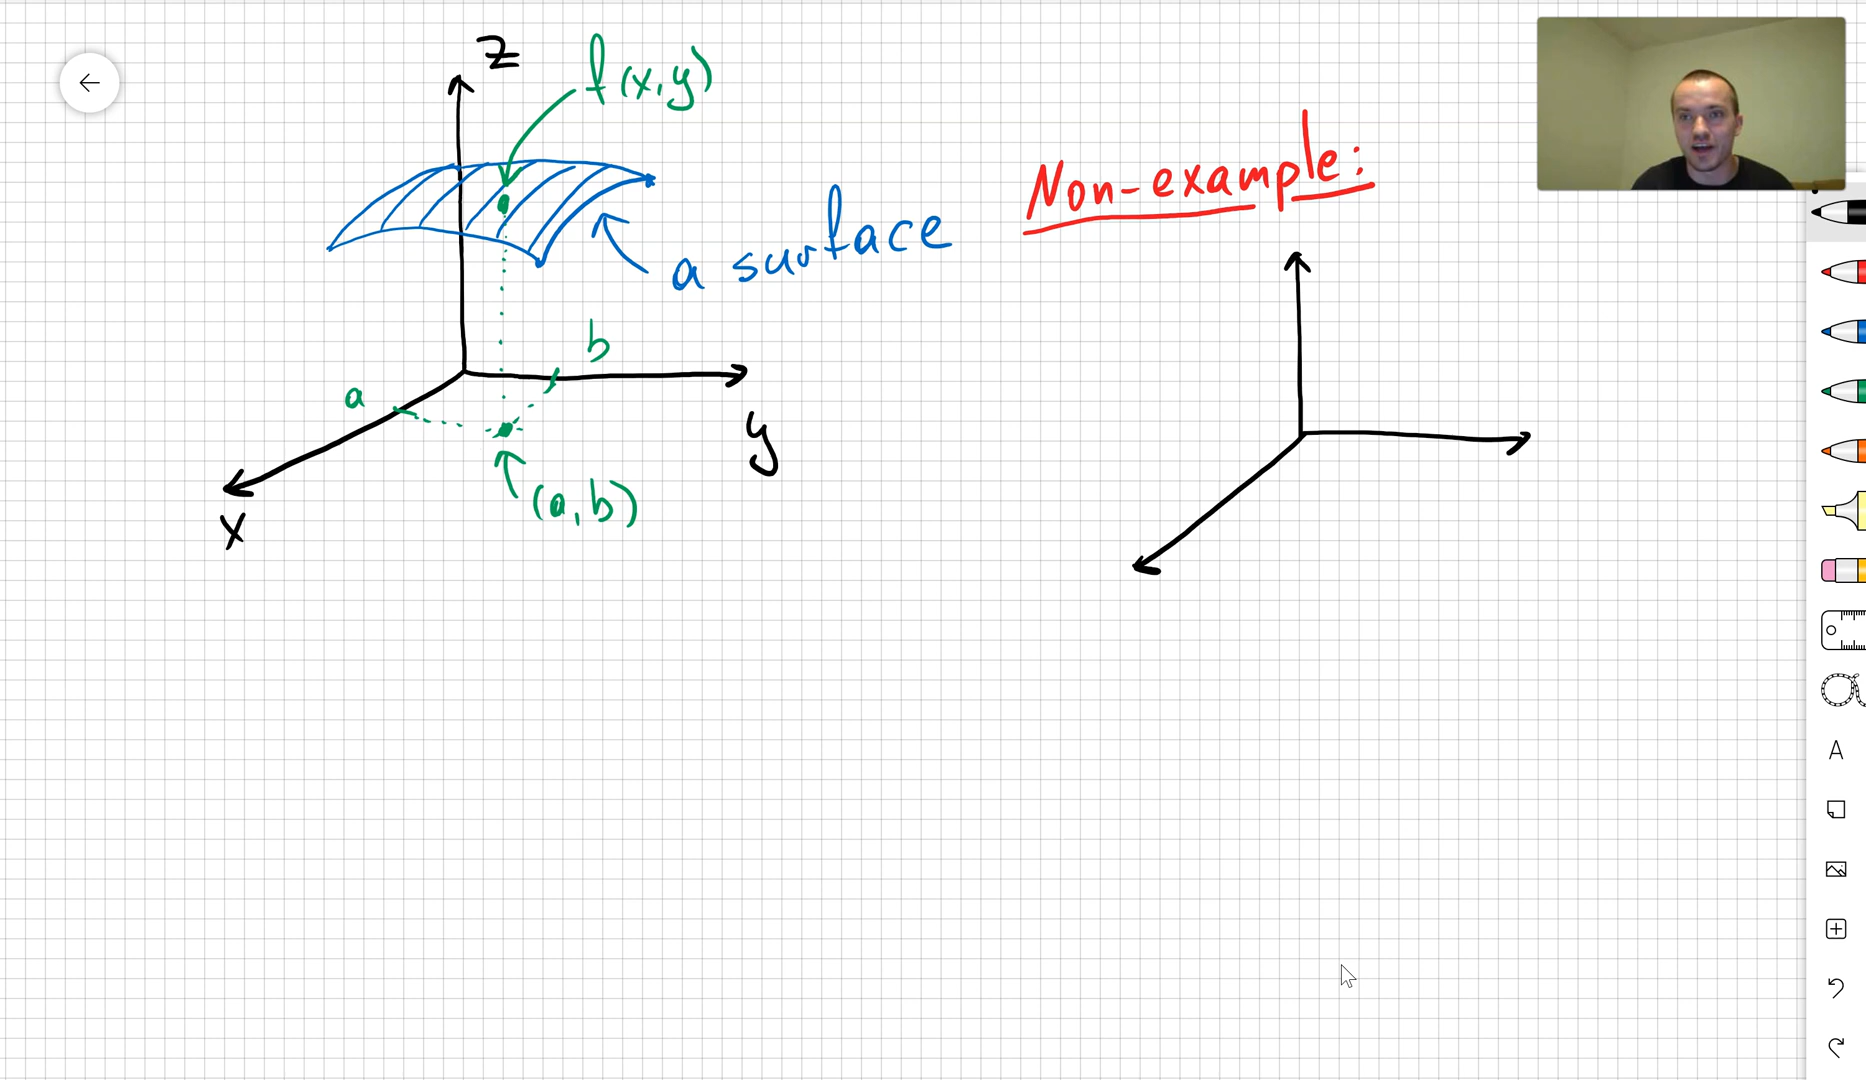 z
f(x,y)
a surface
b
a
y
(a,b)
x
Non-example:
A